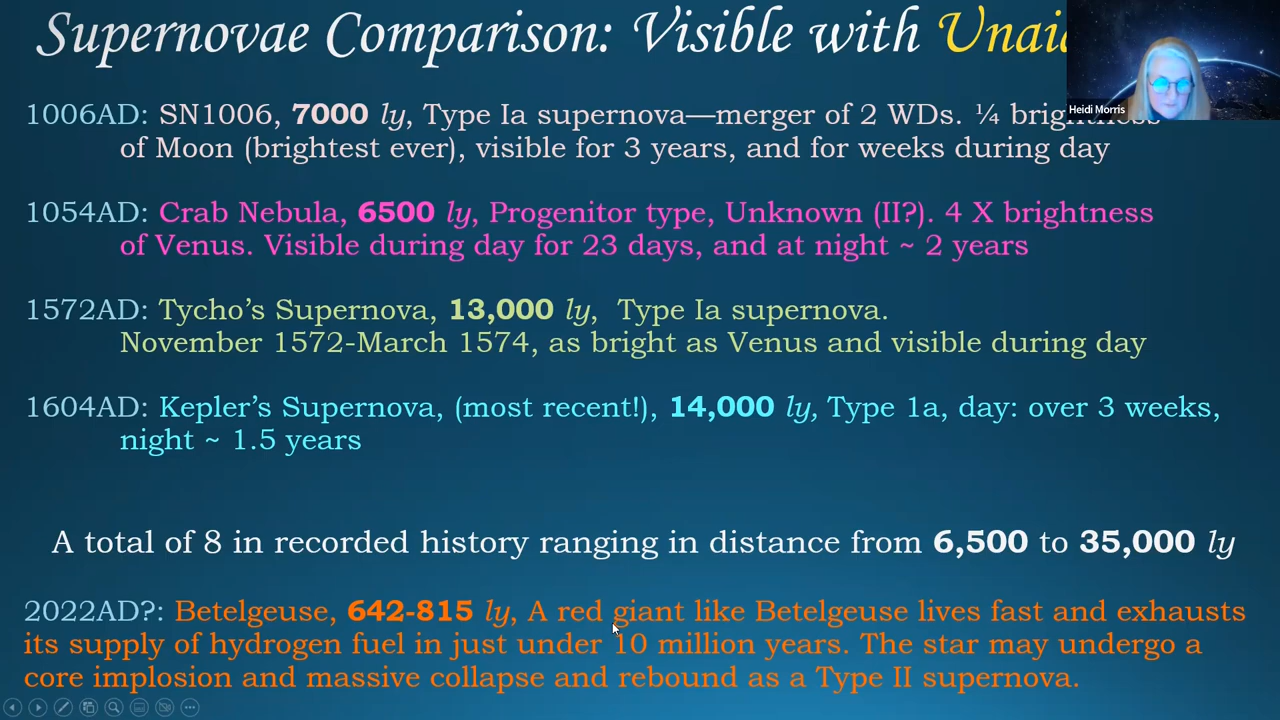 Supernovae Comparison: Visible with
Heidi Morris
1006AD: SN1006, 7000 ly, Type Ia supernova—merger of 2 WDs. ¼ brightness
of Moon (brightest ever), visible for 3 years, and for weeks during day
1054AD: Crab Nebula, 6500 ly, Progenitor type, Unknown (II?). 4 X brightness
of Venus. Visible during day for 23 days, and at night ~ 2 years
1572AD: Tycho's Supernova, 13,000 ly, Type Ia supernova.
November 1572-March 1574, as bright as Venus and visible during day
1604AD: Kepler's Supernova, (most recent!), 14,000 ly, Type 1a, day: over 3 weeks,
night ~ 1.5 years
A total of 8 in recorded history ranging in distance from 6,500 to 35,000 ly
2022AD?: Betelgeuse, 642-815 ly, A red giant like Betelgeuse lives fast and exhausts
its supply of hydrogen fuel in just under 10 million years. The star may undergo a
core implosion and massive collapse and rebound as a Type II supernova.